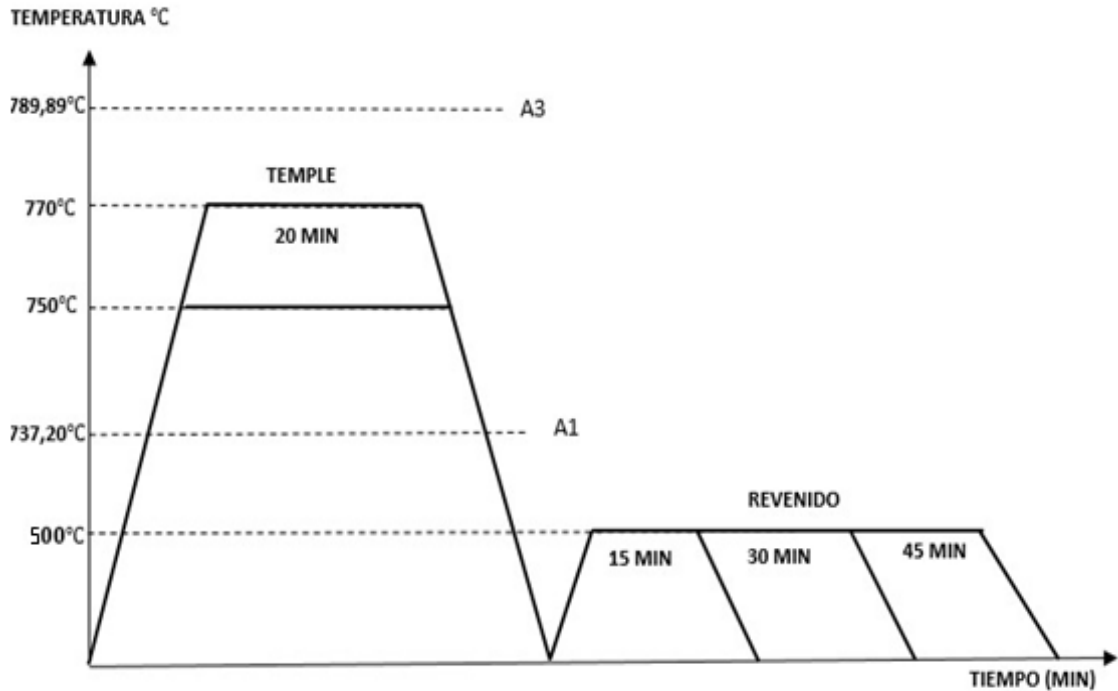 TEMPERATURA °C
789,89°C
A3
TEMPLE
770°C
20 MIN
750°C
737,20°C
A1
REVENIDO
500°C
15 MIN
30 MIN
45 MIN
TIEMPO (MIN)